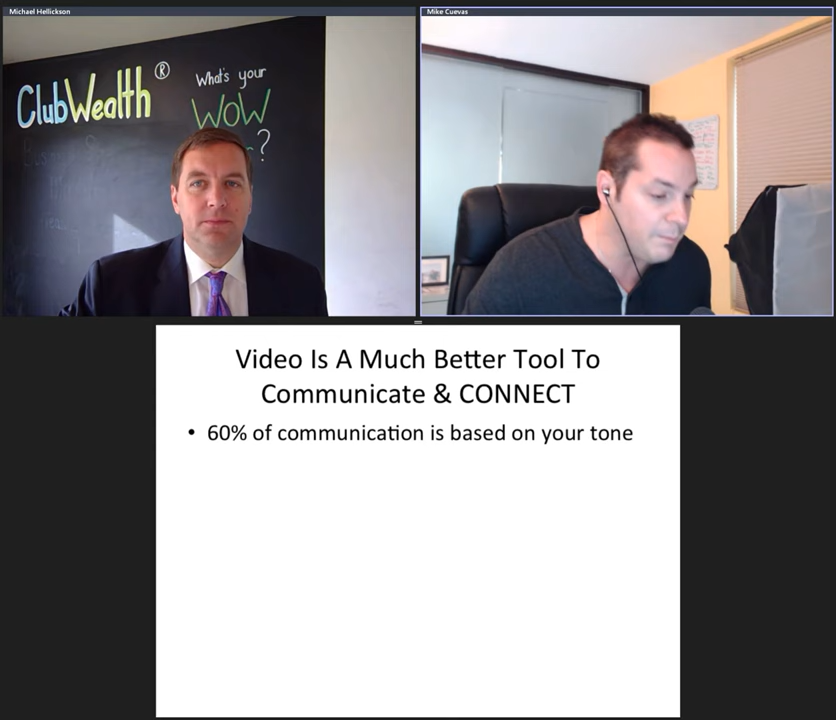 Michael Hellickson
Mike Cuevas
ClubWealth®
What's your
WOW
?
Video Is A Much Better Tool To
Communicate & CONNECT
• 60% of communication is based on your tone